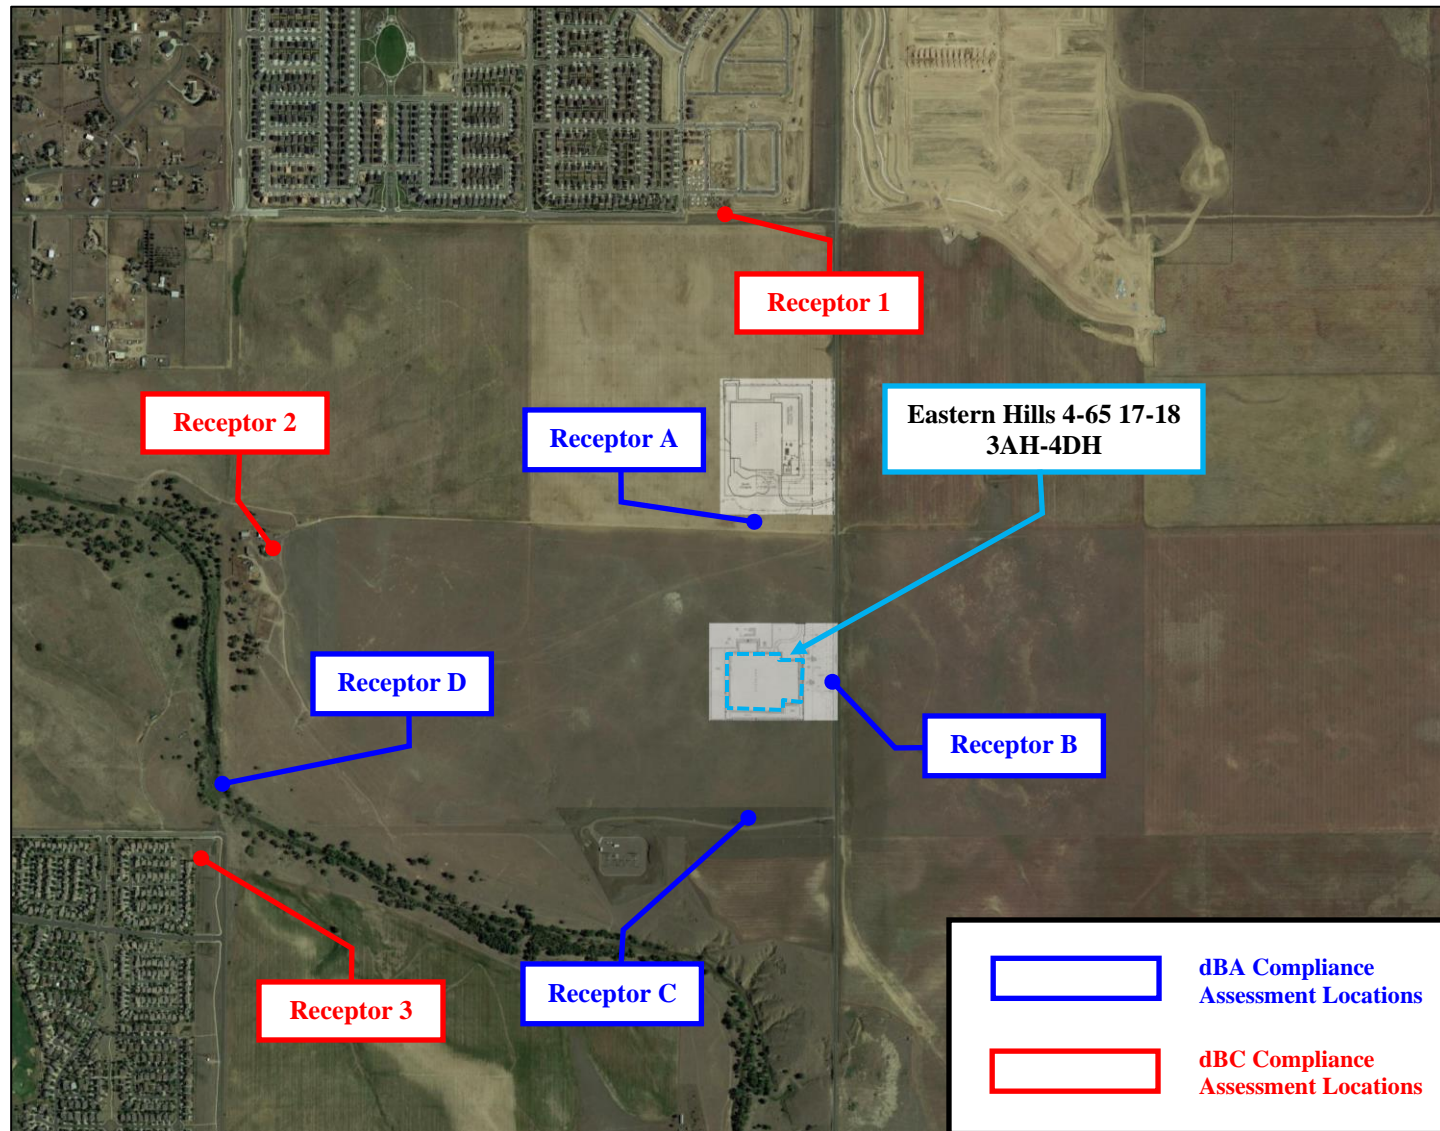 Receptor 1
Receptor 2
Receptor A
Eastern Hills 4-65 17-18
3AH-4DH
Receptor D
Receptor B
Receptor C
Receptor 3
dBA Compliance
Assessment Locations
dBC Compliance
Assessment Locations